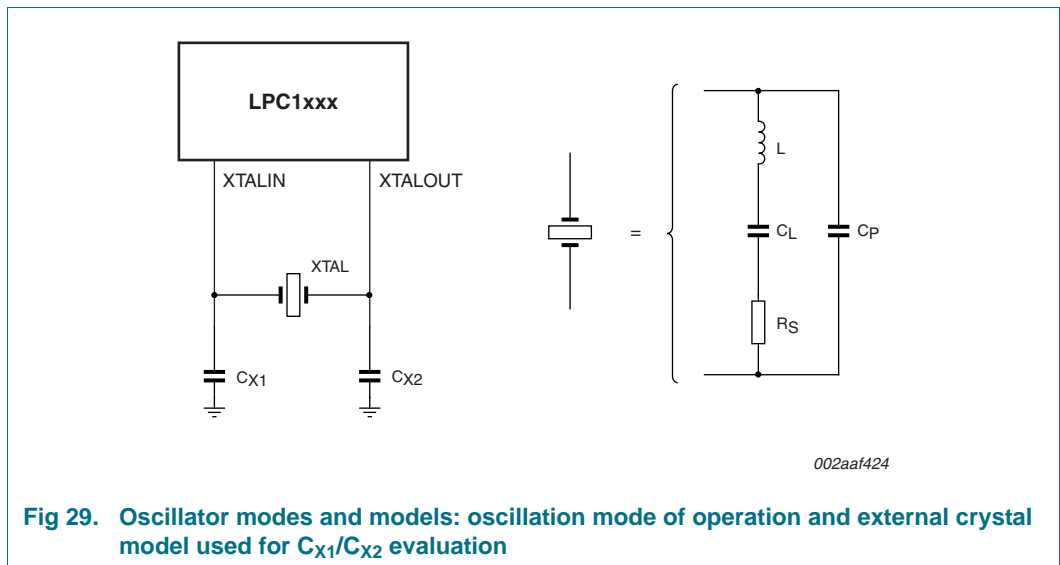 LPC1xxx
XTALIN XTALOUT
XTAL
CX1 CX2
=
L
CL CP
RS
002aaf424
Fig 29. Oscillator modes and models: oscillation mode of operation and external crystal
model used for CX1/CX2 evaluation